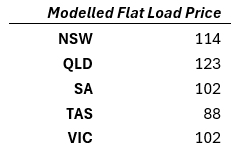 Modelled Flat Load Price
NSW 114
QLD 123
SA 102
TAS 88
VIC 102